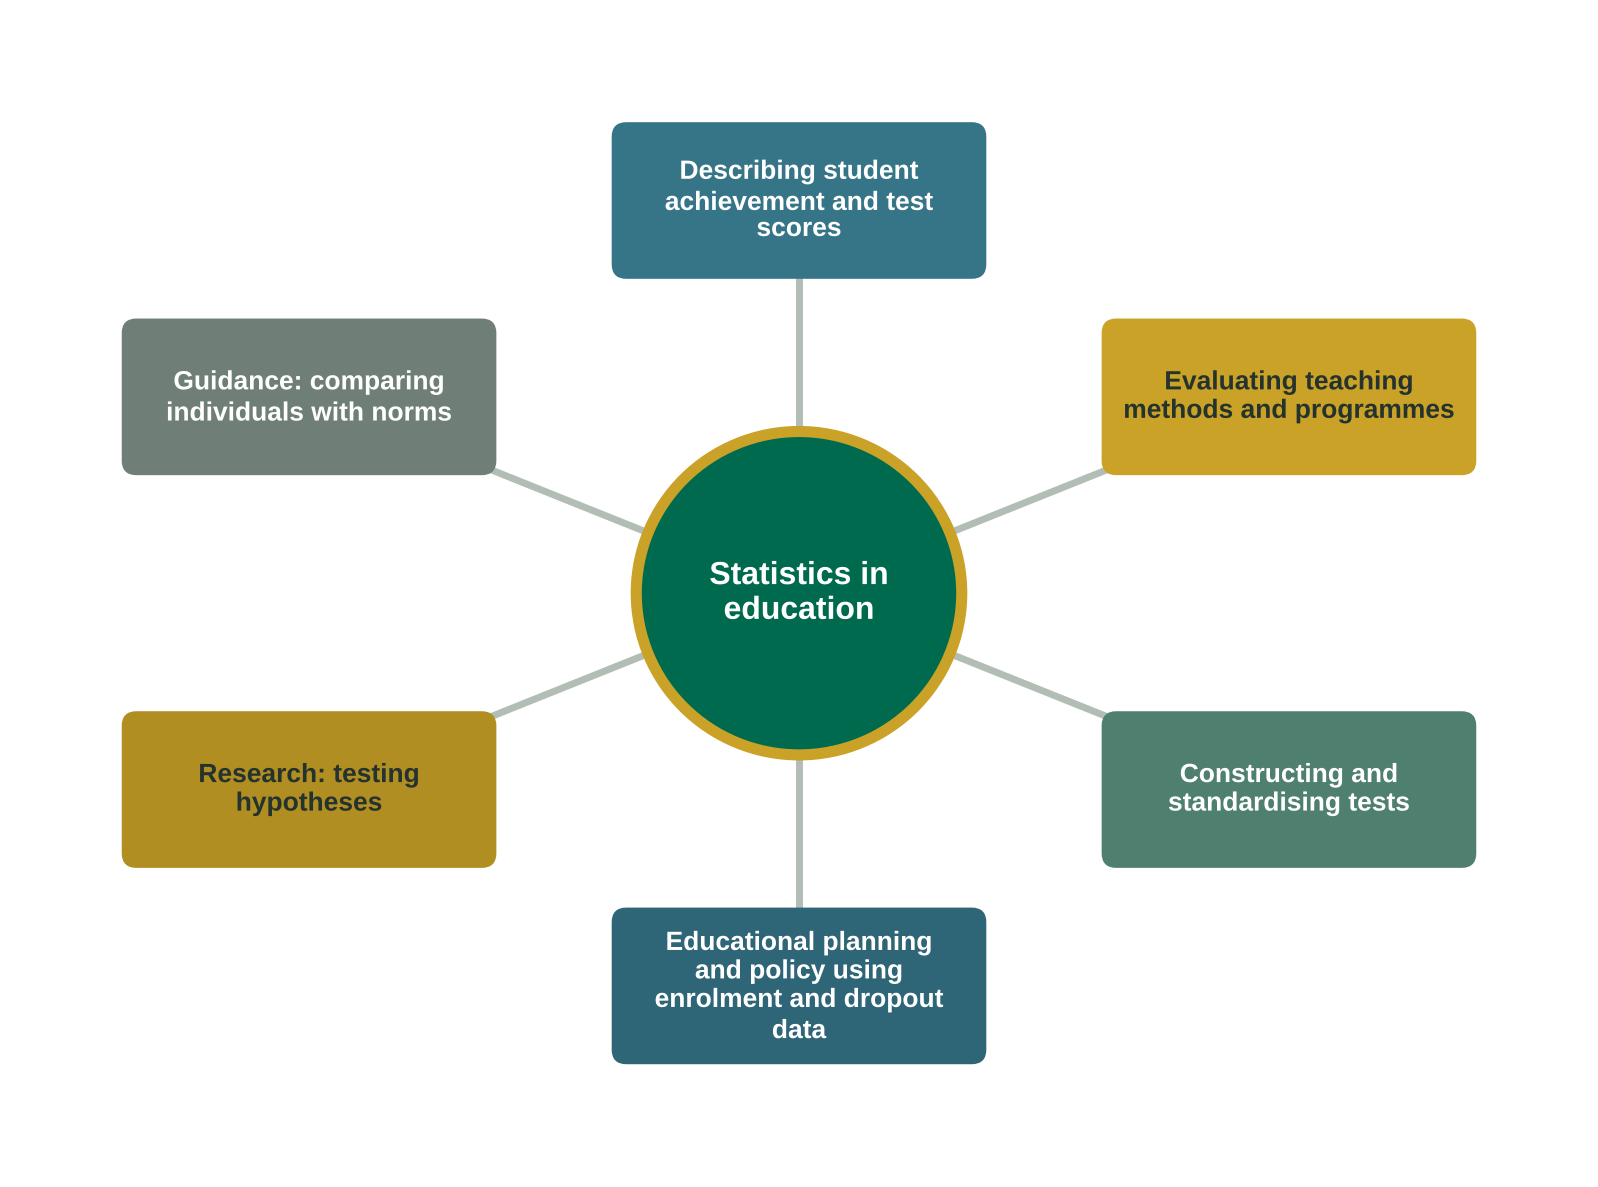 Describing student
achievement and test
scores
Guidance: comparing
individuals with norms
Evaluating teaching
methods and programmes
Statistics in
education
Research: testing
hypotheses
Constructing and
standardising tests
Educational planning
and policy using
enrolment and dropout
data